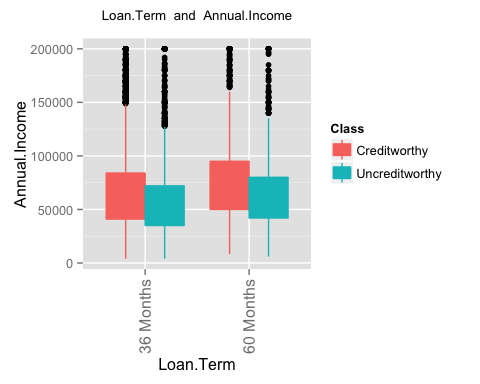 Loan.Term and Annual.Income
200000
150000
100000
50000
0
Annual.Income
36 Months
60 Months
Loan.Term
Class
Creditworthy
Uncreditworthy